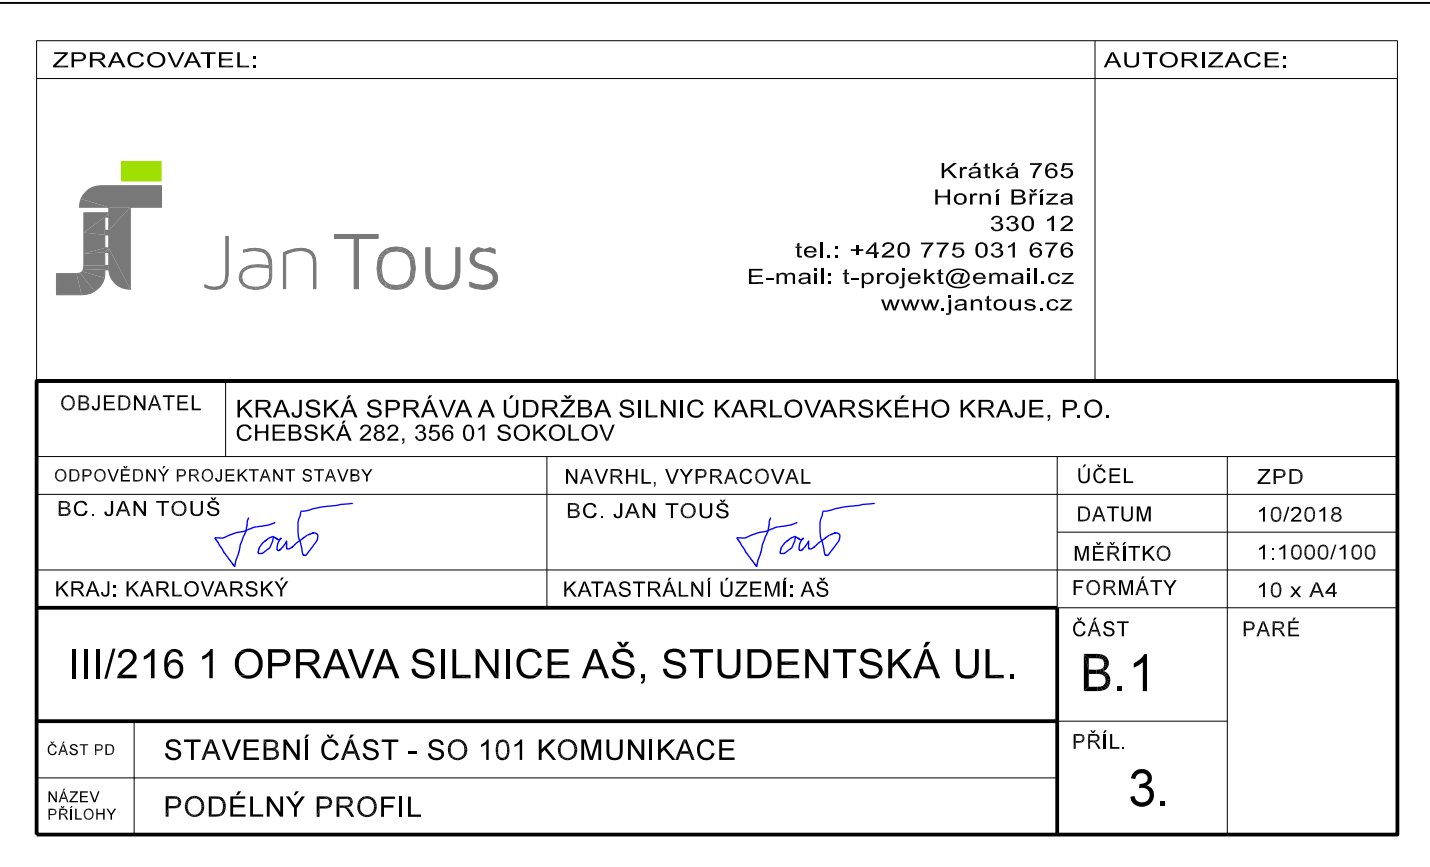 ZPRACOVATEL:
AUTORIZACE:
Jan Tous
Krátká 765
Horní Bříza
330 12
tel.: +420 775 031 676
E-mail: t-projekt@email.cz
www.jantous.cz
OBJEDNATEL
KRAJSKÁ SPRÁVA A ÚDRŽBA SILNIC KARLOVARSKÉHO KRAJE, P.O.
CHEBSKÁ 282, 356 01 SOKOLOV
ODPOVĚDNÝ PROJEKTANT STAVBY
NAVRHL, VYPRACOVAL
ÚČEL
ZPD
BC. JAN TOUŠ
Touš
BC. JAN TOUŠ
Touš
DATUM
10/2018
MĚŘÍTKO
1:1000/100
KRAJ: KARLOVARSKÝ
KATASTRÁLNÍ ÚZEMÍ: AŠ
FORMÁTY
10 x A4
III/216 1 OPRAVA SILNICE AŠ, STUDENTSKÁ UL.
ČÁST
B.1
PARÉ
ČÁST PD
STAVEBNÍ ČÁST - SO 101 KOMUNIKACE
PŘÍL.
3.
NÁZEV
PŘÍLOHY
PODÉLNÝ PROFIL